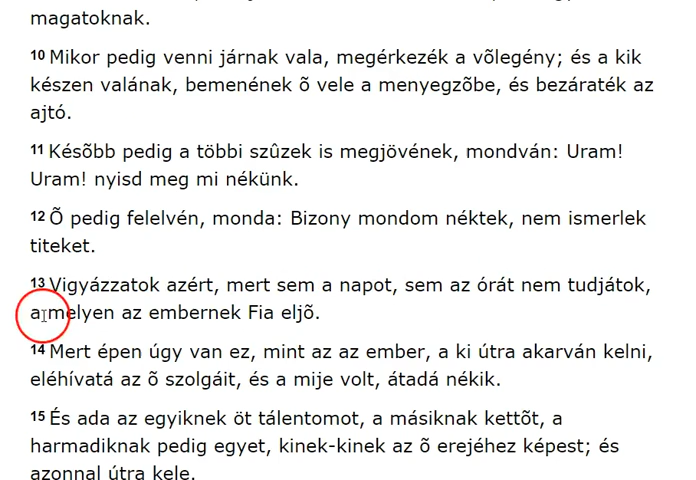 magatoknak.
10 Mikor pedig venni járnak vala, megérkezék a võlegény; és a kik
készen valának, bemenének õ vele a menyegzõbe, és bezáraték az
ajtó.
11 Késõbb pedig a többi szûzek is megjövének, mondván: Uram!
Uram! nyisd meg mi nékünk.
12 Õ pedig felelvén, monda: Bizony mondom néktek, nem ismerlek
titeket.
13 Vigyázzatok azért, mert sem a napot, sem az órát nem tudjátok,
a melyen az embernek Fia eljõ.
14 Mert épen úgy van ez, mint az az ember, a ki útra akarván kelni,
eléhívatá az õ szolgáit, és a mije volt, átadá nékik.
15 És ada az egyiknek öt tálentomot, a másiknak kettõt, a
harmadiknak pedig egyet, kinek-kinek az õ erejéhez képest; és
azonnal útra kele.